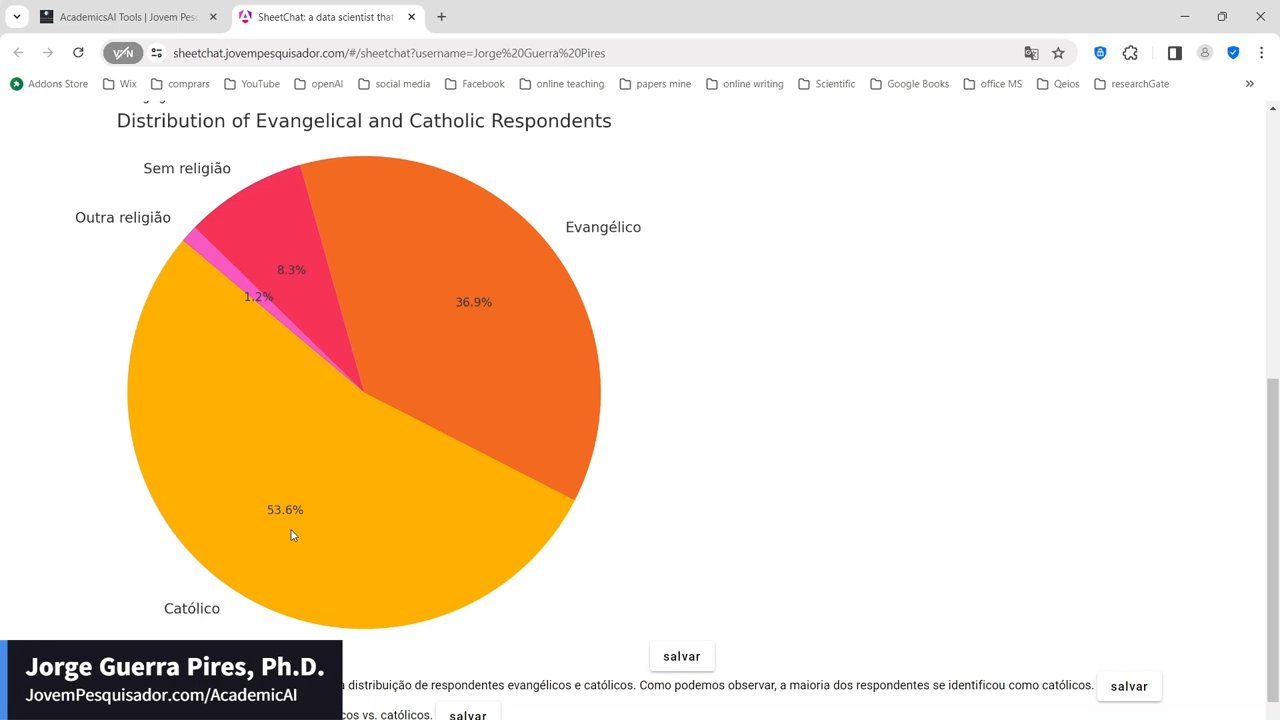 AcademicsAI Tools | Jovem Pes
SheetChat: a data scientist that
VPN
sheetchat.jovempesquisador.com/#/sheetchat?username=Jorge%20Guerra%20Pires
Addons Store
Wix
comprars
YouTube
openAI
social media
Facebook
online teaching
papers mine
online writing
Scientific
Google Books
office MS
Qeios
researchGate
Distribution of Evangelical and Catholic Respondents
Sem religião
Outra religião
Evangélico
8.3%
1.2%
36.9%
53.6%
Católico
salvar
Jorge Guerra Pires, Ph.D.
JovemPesquisador.com/AcademicAI
a distribuição de respondentes evangélicos e católicos. Como podemos observar, a maioria dos respondentes se identificou como católicos.
salvar
cos vs. católicos.
salvar